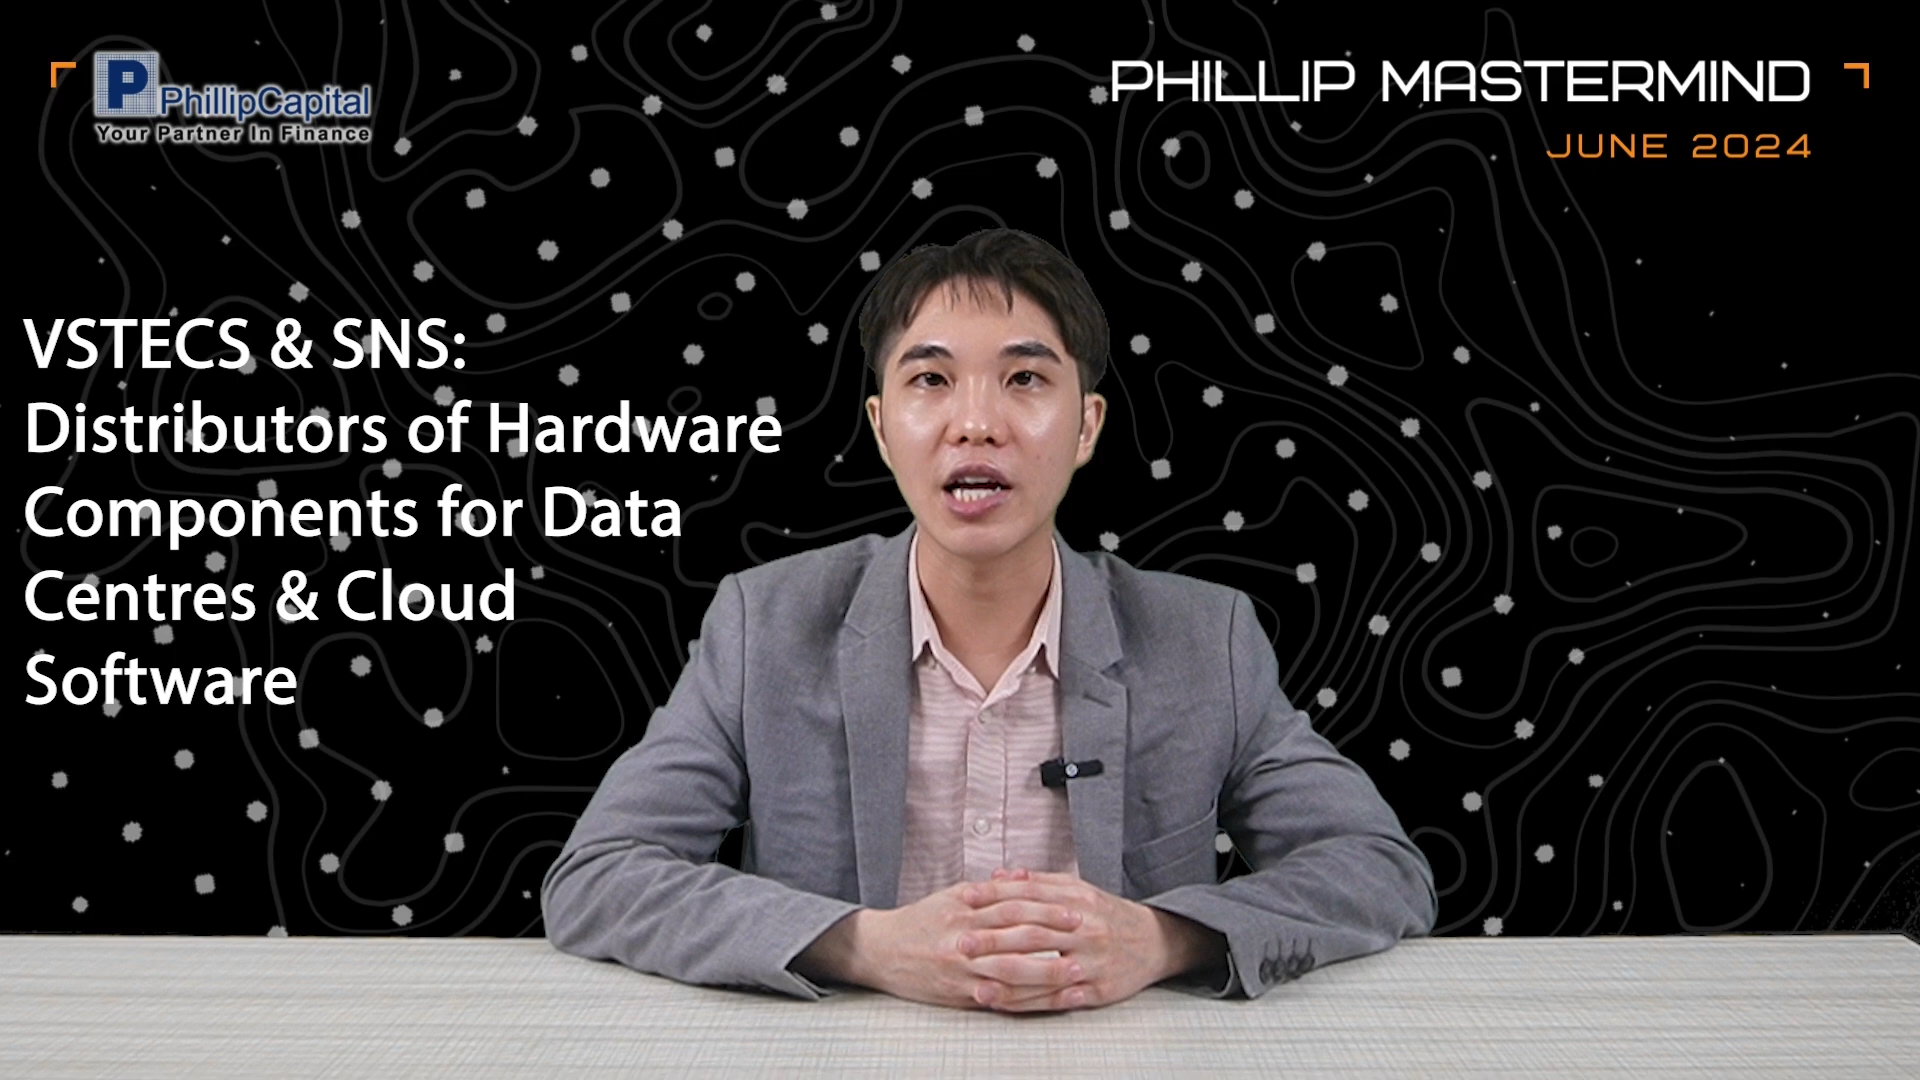 P PhillipCapital
Your Partner In Finance
PHILLIP MASTERMIND
JUNE 2024
VSTECS & SNS:
Distributors of Hardware
Components for Data
Centres & Cloud
Software